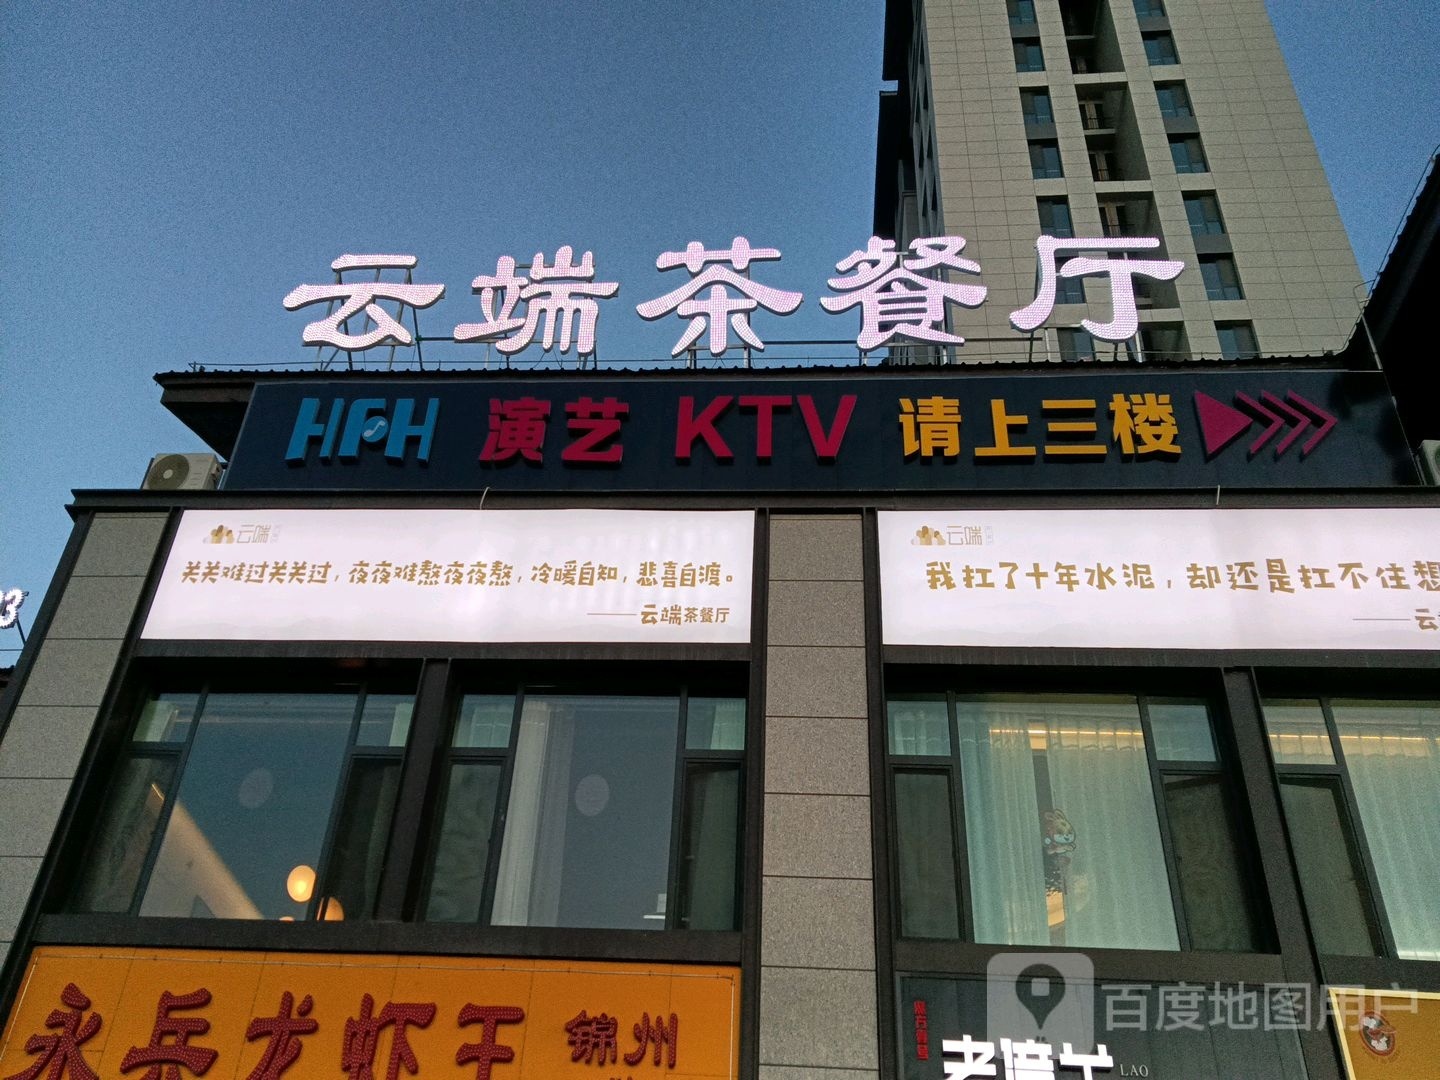 云端茶餐厅
HFH 演艺 KTV 请上三楼
云端
关关难过关关过，夜夜难熬夜夜熬，冷暖自知，悲喜自渡。
——云端茶餐厅
云端
我扛了十年水泥，却还是扛不住想
——云
永兵龙虾王 锦州
LAO
百度地图用户